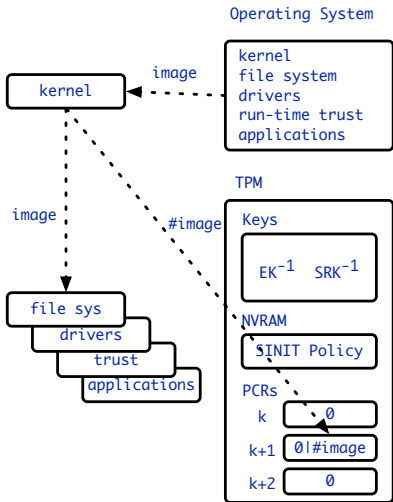 Operating System
kernel
file system
drivers
run-time trust
applications
image
kernel
image
#image
file sys
drivers
trust
applications
TPM
Keys
EK-1 SRK-1
NVRAM
SINIT Policy
PCRs
k 0
k+1 0|#image
k+2 0